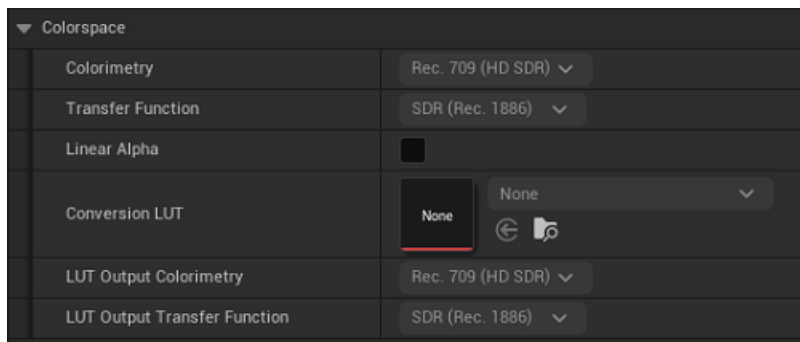 Colorspace
Colorimetry
Rec. 709 (HD SDR)
Transfer Function
SDR (Rec. 1886)
Linear Alpha
Conversion LUT
None
None
LUT Output Colorimetry
Rec. 709 (HD SDR)
LUT Output Transfer Function
SDR (Rec. 1886)